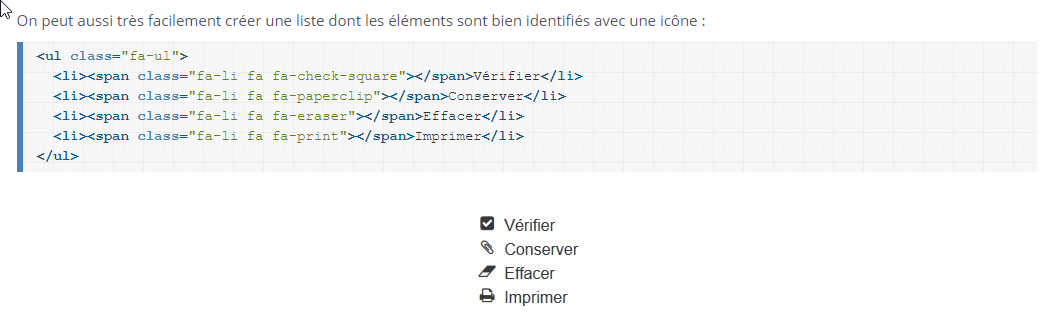 On peut aussi très facilement créer une liste dont les éléments sont bien identifiés avec une icône :
<ul class="fa-ul">
  <li><span class="fa-li fa fa-check-square"></span>Vérifier</li>
  <li><span class="fa-li fa fa-paperclip"></span>Conserver</li>
  <li><span class="fa-li fa fa-eraser"></span>Effacer</li>
  <li><span class="fa-li fa fa-print"></span>Imprimer</li>
</ul>
Vérifier
Conserver
Effacer
Imprimer